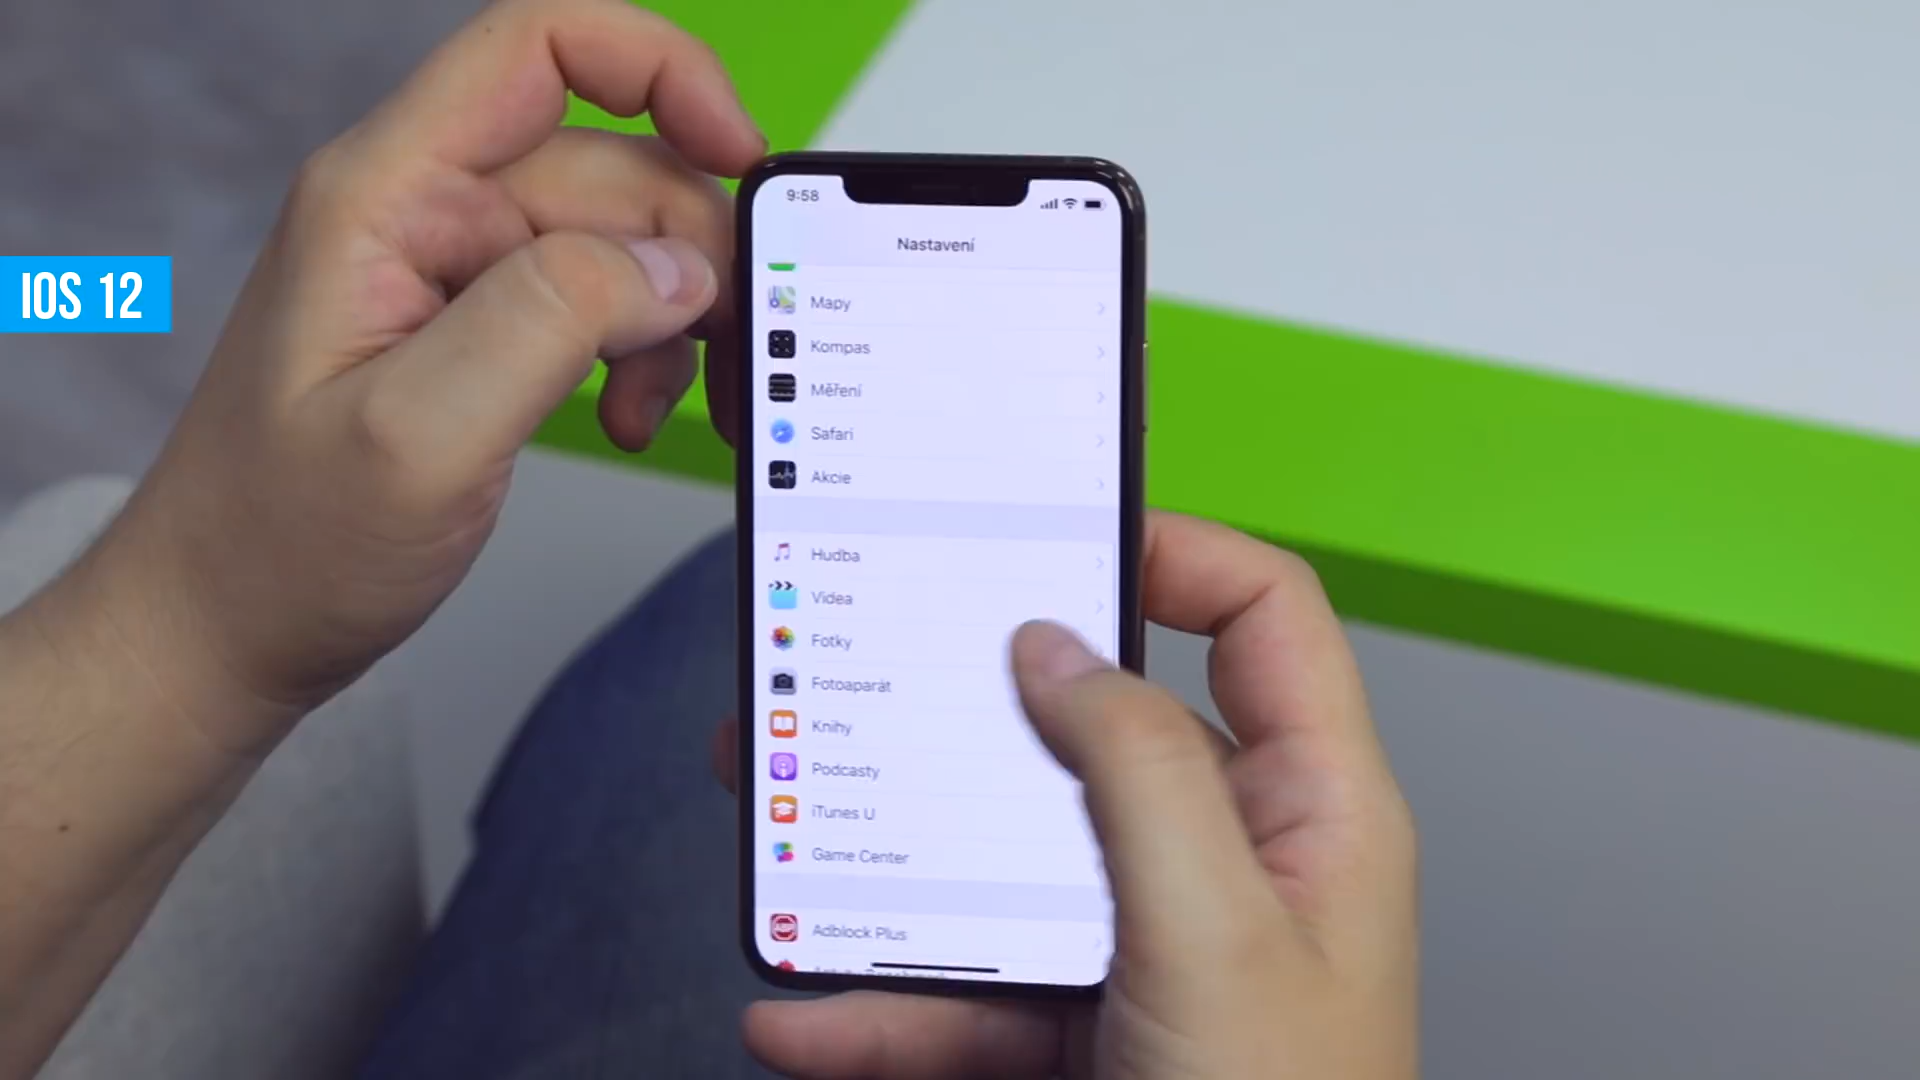 IOS 12
9:58
Nastavení
Mapy
Kompas
Měření
Safari
Akcie
Hudba
Videa
Fotky
Fotoaparát
Knihy
Podcasty
iTunes U
Game Center
Adblock Plus